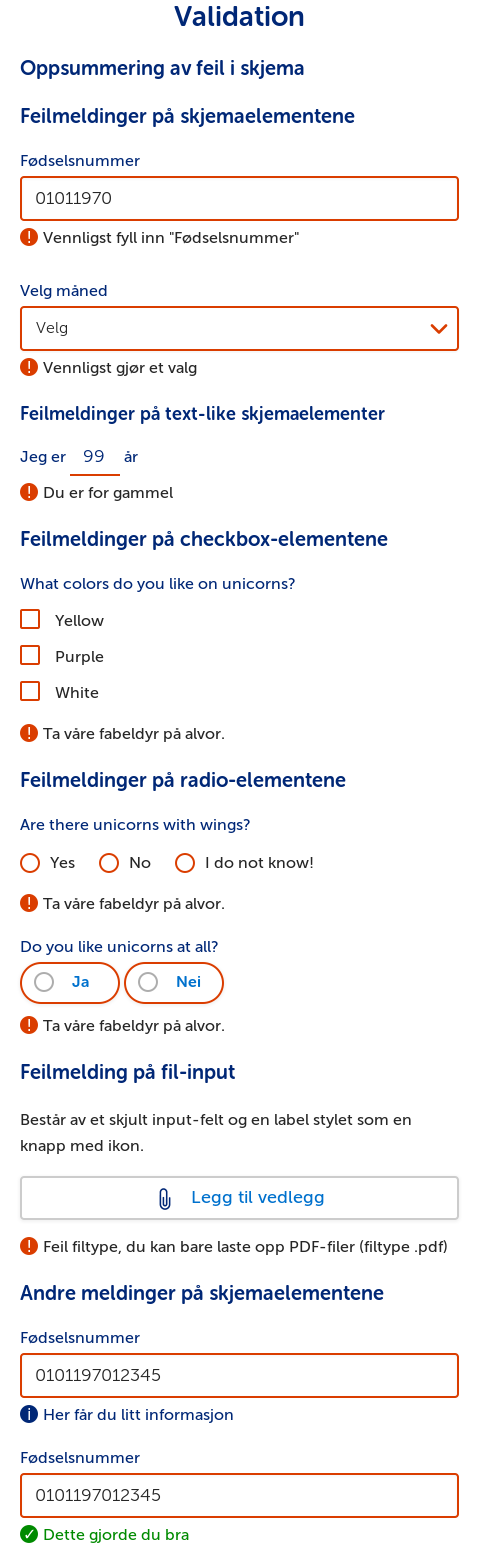 Validation
Oppsummering av feil i skjema
Feilmeldinger på skjemaelementene
Fødselsnummer
01011970
Vennligst fyll inn "Fødselsnummer"
Velg måned
Velg
Vennligst gjør et valg
Feilmeldinger på text-like skjemaelementer
Jeg er 99 år
Du er for gammel
Feilmeldinger på checkbox-elementene
What colors do you like on unicorns?
Yellow
Purple
White
Ta våre fabeldyr på alvor.
Feilmeldinger på radio-elementene
Are there unicorns with wings?
Yes No I do not know!
Ta våre fabeldyr på alvor.
Do you like unicorns at all?
Ja Nei
Ta våre fabeldyr på alvor.
Feilmelding på fil-input
Består av et skjult input-felt og en label stylet som en
knapp med ikon.
Legg til vedlegg
Feil filtype, du kan bare laste opp PDF-filer (filtype .pdf)
Andre meldinger på skjemaelementene
Fødselsnummer
0101197012345
Her får du litt informasjon
Fødselsnummer
0101197012345
Dette gjorde du bra